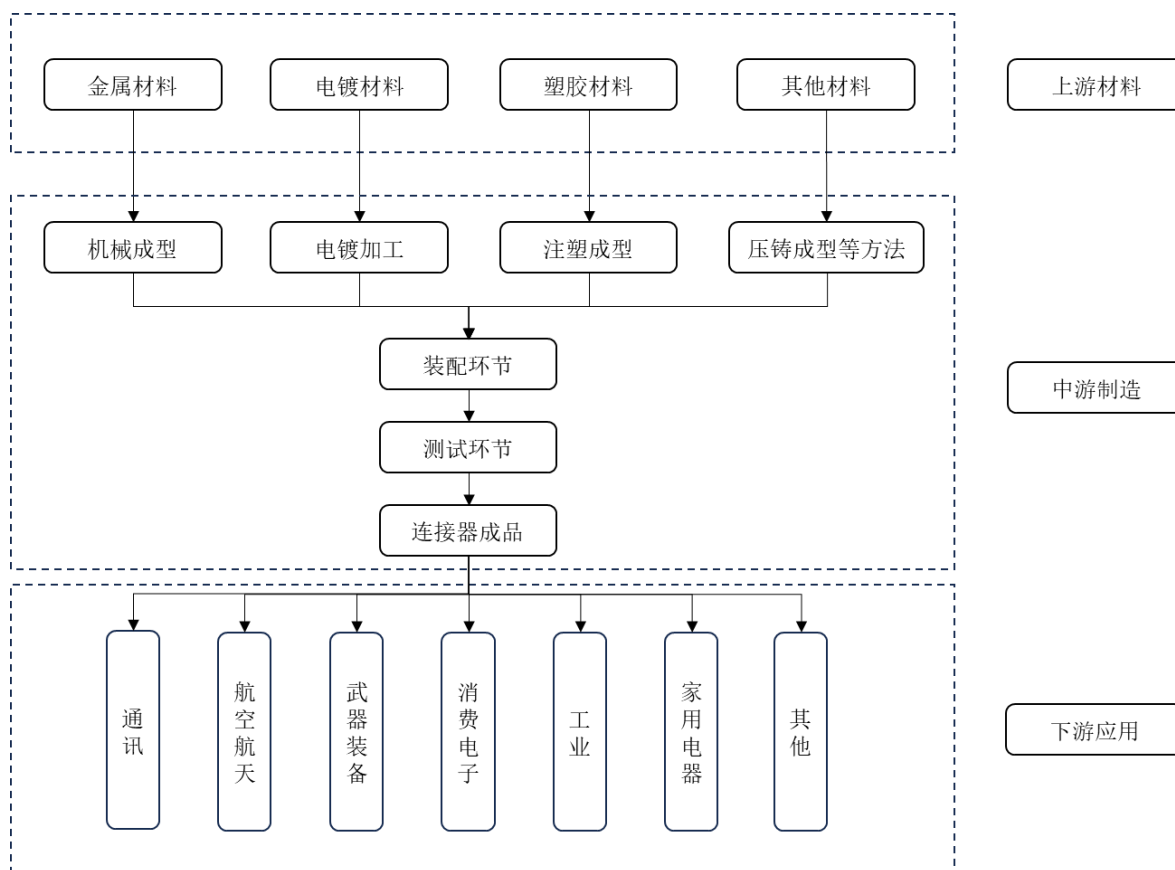 金属材料
电镀材料
塑胶材料
其他材料
上游材料
机械成型
电镀加工
注塑成型
压铸成型等方法
装配环节
中游制造
测试环节
连接器成品
通讯
航空航天
武器装备
消费电子
工业
家用电器
其他
下游应用